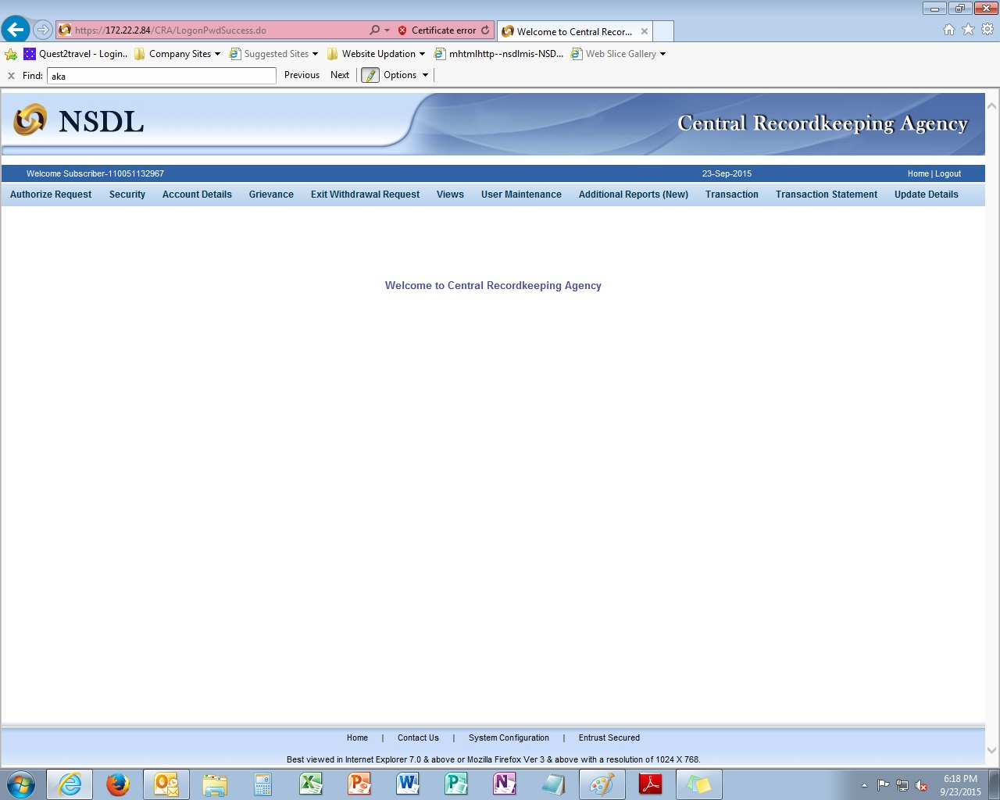 https://172.22.2.84/CRA/LogonPwdSuccess.do Certificate error Welcome to Central Recor...
Quest2travel - Login.. Company Sites Suggested Sites Website Updation mhtmlhttp--nsdlmis-NSD... Web Slice Gallery
x Find: aka Previous Next Options
NSDL Central Recordkeeping Agency
Welcome Subscriber-110051132967 23-Sep-2015 Home | Logout
Authorize Request Security Account Details Grievance Exit Withdrawal Request Views User Maintenance Additional Reports (New) Transaction Transaction Statement Update Details
Welcome to Central Recordkeeping Agency
Home | Contact Us | System Configuration | Entrust Secured
Best viewed in Internet Explorer 7.0 & above or Mozilla Firefox Ver 3 & above with a resolution of 1024 X 768.
6:18 PM
9/23/2015